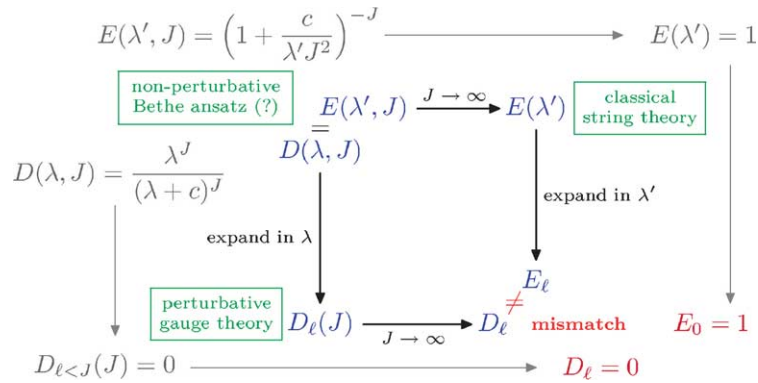 E(λ′, J) = (1 + c/(λ′J²))^{−J}
E(λ′) = 1
non-perturbative
Bethe ansatz (?)
E(λ′, J)
J → ∞
E(λ′)
classical
string theory
=
D(λ, J)
D(λ, J) = λ^J/(λ + c)^J
expand in λ
expand in λ′
E_ℓ
≠
perturbative
gauge theory
D_ℓ(J)
J → ∞
D_ℓ
mismatch
E₀ = 1
D_{ℓ<J}(J) = 0
D_ℓ = 0